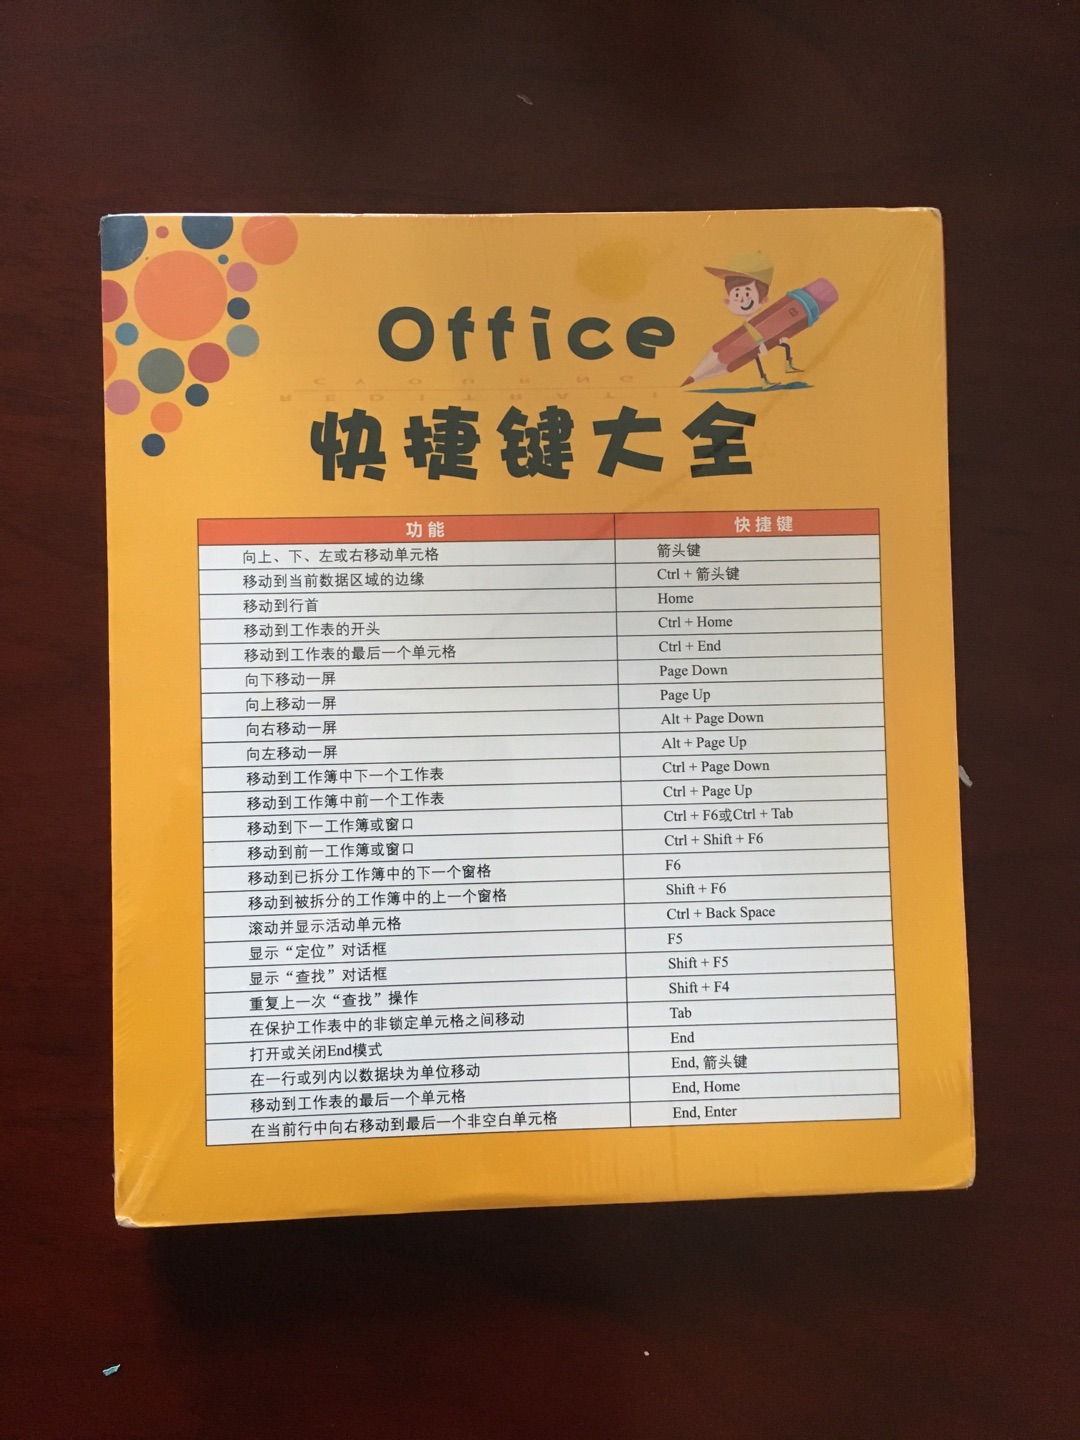 Office
快捷键大全
功能 快捷键
向上、下、左或右移动单元格 箭头键
移动到当前数据区域的边缘 Ctrl + 箭头键
移动到行首 Home
移动到工作表的开头 Ctrl + Home
移动到工作表的最后一个单元格 Ctrl + End
向下移动一屏 Page Down
向上移动一屏 Page Up
向右移动一屏 Alt + Page Down
向左移动一屏 Alt + Page Up
移动到工作簿中下一个工作表 Ctrl + Page Down
移动到工作簿中前一个工作表 Ctrl + Page Up
移动到下一工作簿或窗口 Ctrl + F6或Ctrl + Tab
移动到前一工作簿或窗口 Ctrl + Shift + F6
移动到已拆分工作簿中的下一个窗格 F6
移动到被拆分的工作簿中的上一个窗格 Shift + F6
滚动并显示活动单元格 Ctrl + Back Space
显示“定位”对话框 F5
显示“查找”对话框 Shift + F5
重复上一次“查找”操作 Shift + F4
在保护工作表中的非锁定单元格之间移动 Tab
打开或关闭End模式 End
在一行或列内以数据块为单位移动 End, 箭头键
移动到工作表的最后一个单元格 End, Home
在当前行中向右移动到最后一个非空白单元格 End, Enter